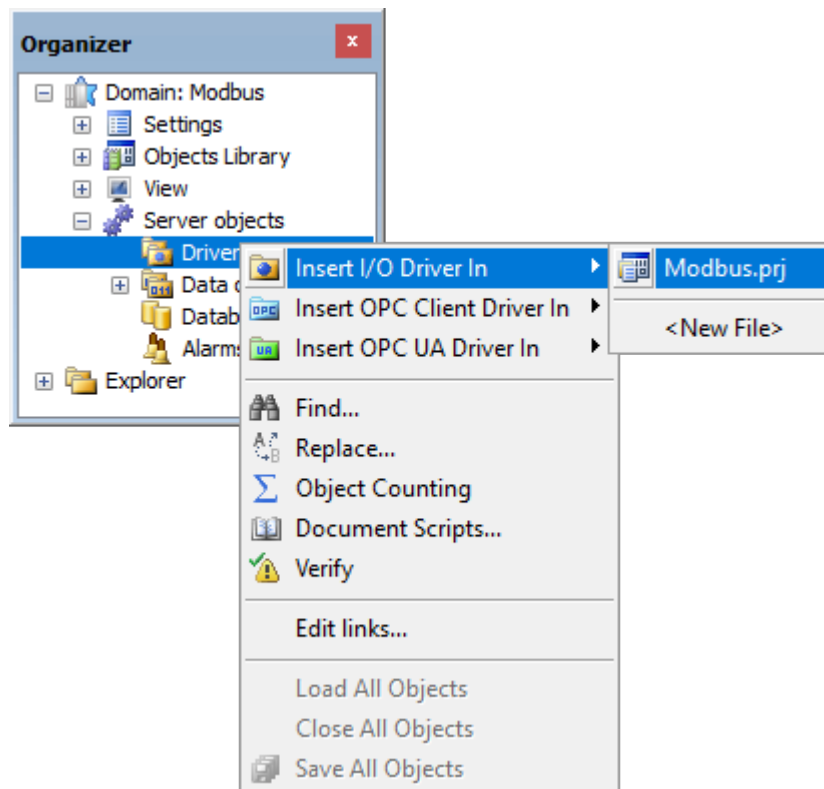 Organizer
x
Domain: Modbus
Settings
Objects Library
View
Server objects
Driver
Data
Datab
Alarms
Explorer
Insert I/O Driver In
Insert OPC Client Driver In
Insert OPC UA Driver In
Find...
Replace...
Object Counting
Document Scripts...
Verify
Edit links...
Load All Objects
Close All Objects
Save All Objects
Modbus.prj
<New File>